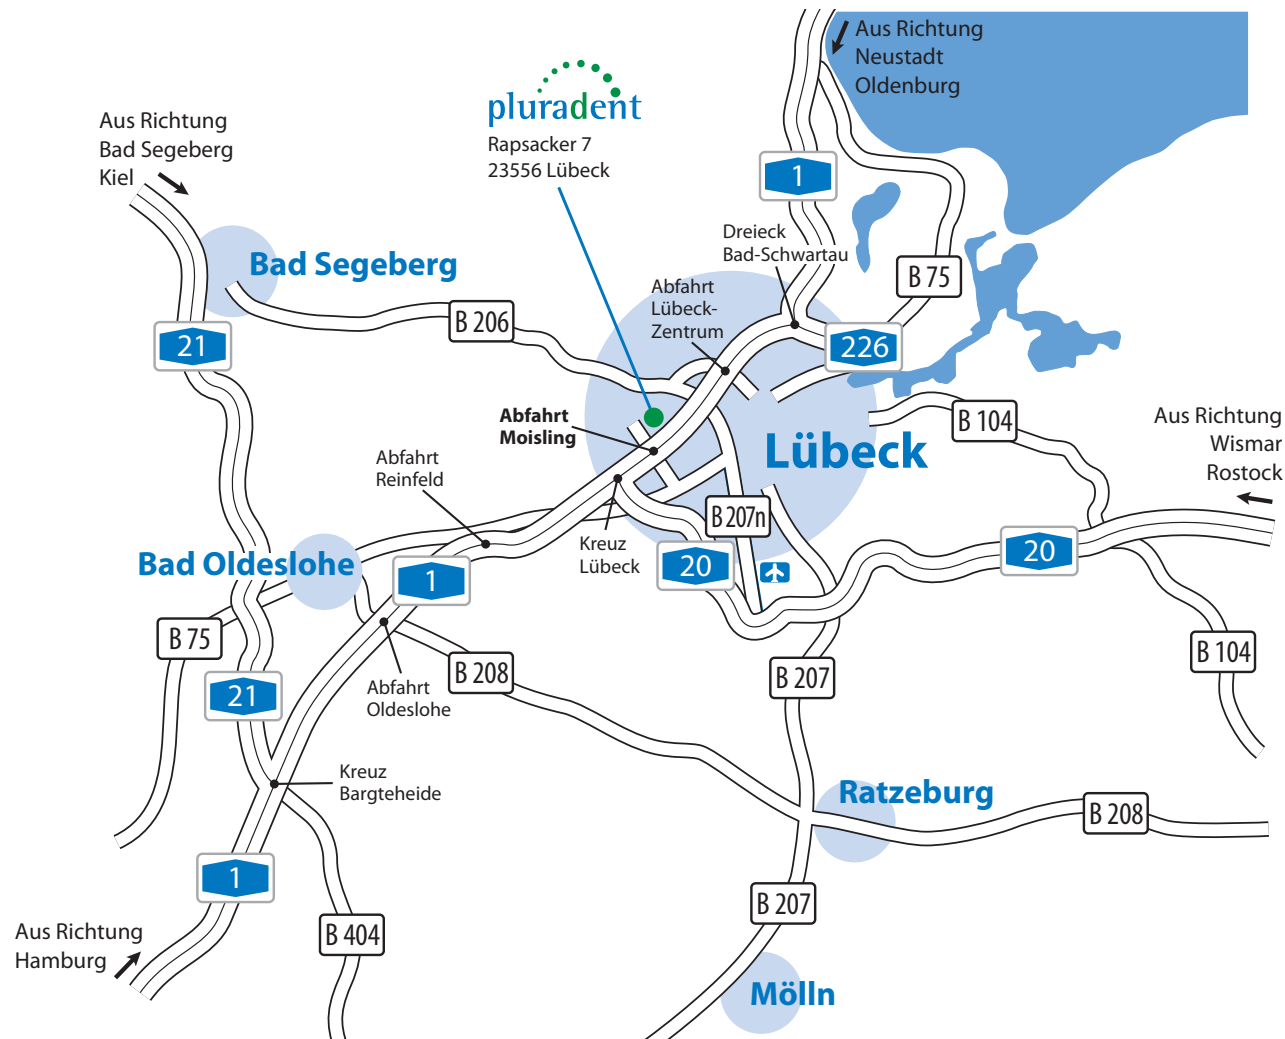 Aus Richtung
Neustadt
Oldenburg
pluradent
Rapsacker 7
23556 Lübeck
Aus Richtung
Bad Segeberg
Kiel
1
Dreieck
Bad-Schwartau
Bad Segeberg
B 75
Abfahrt
Lübeck-
Zentrum
B 206
21
226
Abfahrt
Moisling
B 104
Aus Richtung
Wismar
Rostock
Lübeck
Abfahrt
Reinfeld
B 207n
Kreuz
Lübeck
20
20
Bad Oldeslohe
1
B 75
B 208
B 207
B 104
21
Abfahrt
Oldeslohe
Kreuz
Bargteheide
Ratzeburg
B 208
1
B 207
B 404
Aus Richtung
Hamburg
Mölln